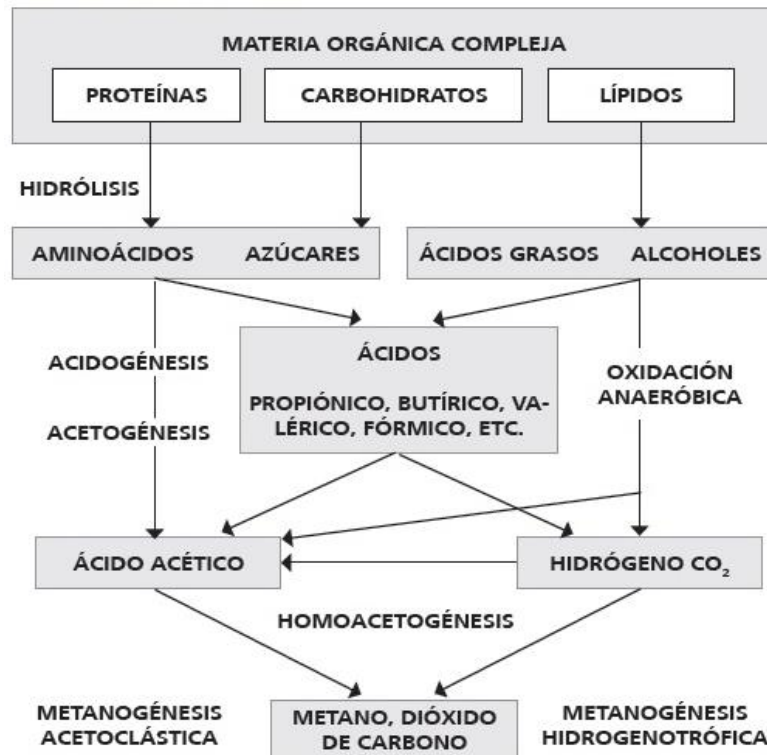 MATERIA ORGÁNICA COMPLEJA
PROTEÍNAS
CARBOHIDRATOS
LÍPIDOS
HIDRÓLISIS
AMINOÁCIDOS AZÚCARES
ÁCIDOS GRASOS ALCOHOLES
ÁCIDOS
PROPIÓNICO, BUTÍRICO, VA-
LÉRICO, FÓRMICO, ETC.
ACIDOGÉNESIS
ACETOGÉNESIS
OXIDACIÓN
ANAERÓBICA
ÁCIDO ACÉTICO
HIDRÓGENO CO₂
HOMOACETOGÉNESIS
METANOGÉNESIS
ACETOCLÁSTICA
METANO, DIÓXIDO
DE CARBONO
METANOGÉNESIS
HIDROGENOTRÓFICA